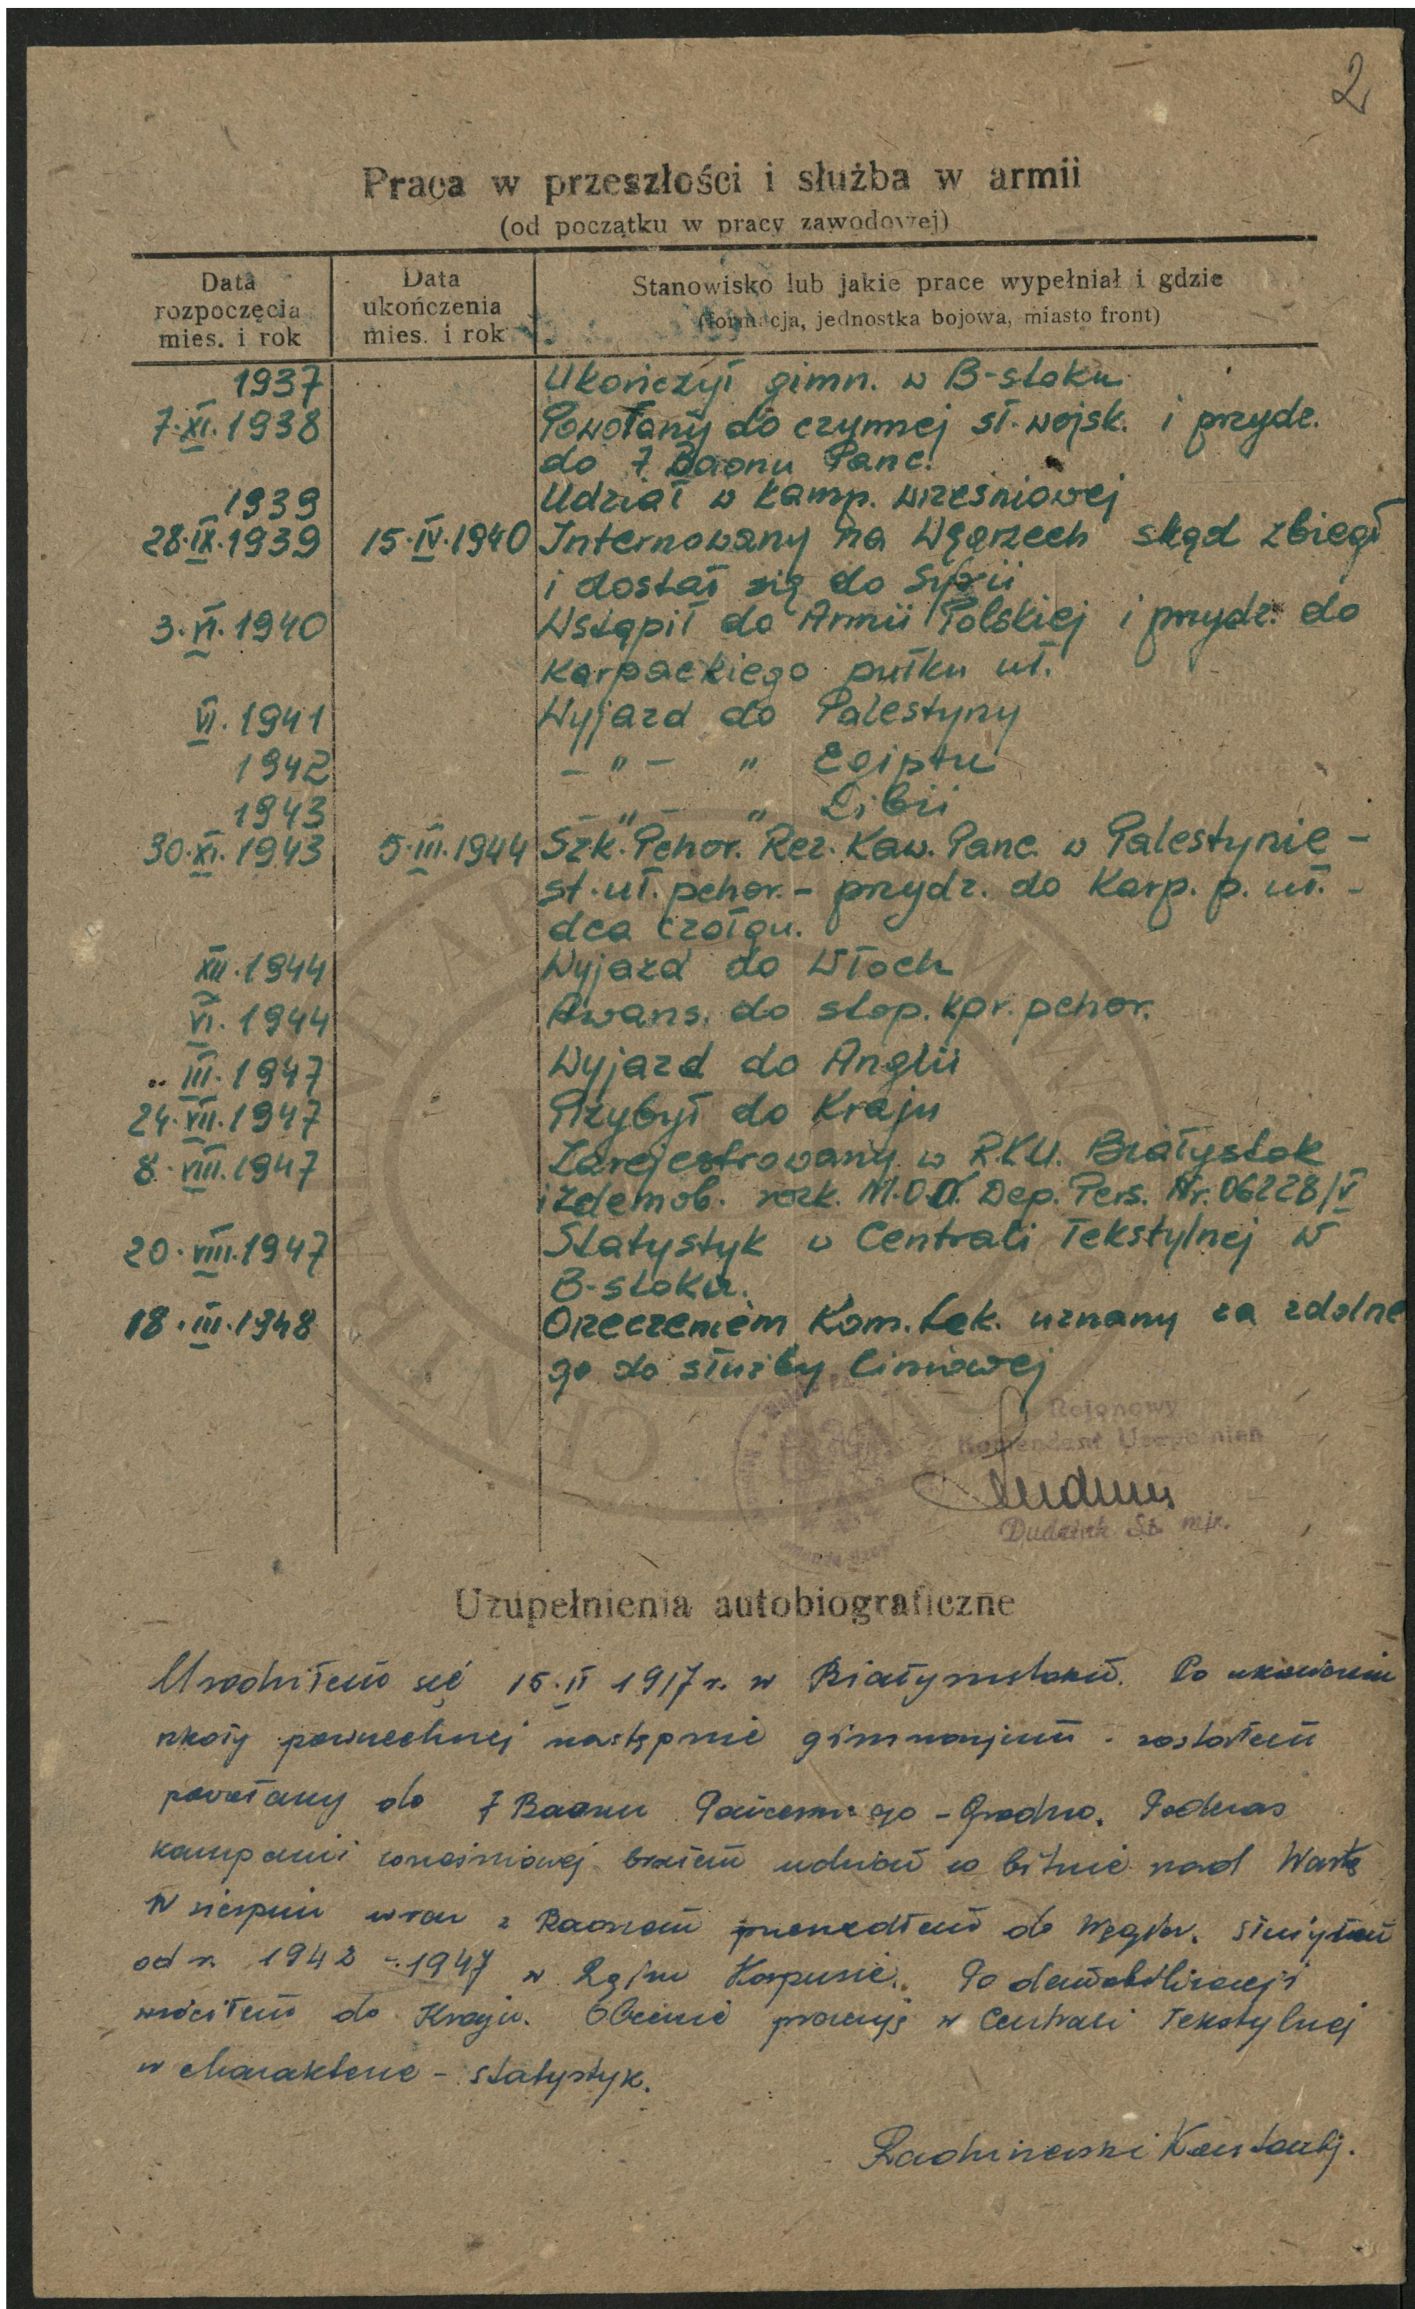 2
Praca w przeszłości i służba w armii
(od początku w pracy zawodowej)
Data rozpoczęcia mies. i rok
Data ukończenia mies. i rok
Stanowisko lub jakie prace wypełniał i gdzie
(formacja, jednostka bojowa, miasto front)
1937 Ukończył gimn. w B-stoku
7.XI.1938 Powołany do czynnej sł. wojsk. i przydz.
do 7 Baonu Panc.
1939 Udział w kamp. wrześniowej
28.IX.1939 15.IV.1940 Internowany na Węgrzech skąd zbiegł
i dostał się do Syrii
3.VI.1940 Wstąpił do Armii Polskiej i przydz. do
Karpackiego pułku uł.
VI.1941 Wyjazd do Palestyny
1942 - " - " Egiptu
1943 - " - " Libii
30.XI.1943 5.III.1944 Szk. Pchor. Rez. Kaw. Panc. w Palestynie -
st. uł. pchor. - przydz. do Karp. p. uł. -
dca czołgu.
XII.1944 Wyjazd do Włoch
VI.1944 Awans. do stop. kpr. pchor.
III.1947 Wyjazd do Anglii
24.VII.1947 Przybył do Kraju
8.VIII.1947 Zarejestrowany w R.K.U. Białystok
i zdemob. rozk. M.O.N. Dep. Pers. Nr. 06228/V
20.VIII.1947 Statystyk w Centrali Tekstylnej w
B-stoku.
18.III.1948 Orzeczeniem Kom. Lek. uznany za zdolne
go do służby liniowej
Rejonowy
Komendant Uzupełnień
Dudziak St. mjr.
Uzupełnienia autobiograficzne
Urodziłem się 15.II 1917 r. w Białymstoku. Po ukończeniu
szkoły powszechnej następnie gimnazjum - zostałem
powołany do 7 Baonu Pancernego - Grodno. Podczas
kampanii wrześniowej brałem udział w bitwie nad Wartą
W sierpniu wraz z Baonem przeszedłem do Węgier. Służyłem
od r. 1942 - 1947 w 2gim Korpusie. Po demobilizacji
wróciłem do Kraju. Obecnie pracuję w Centrali Tekstylnej
w charakterze - statystyk.